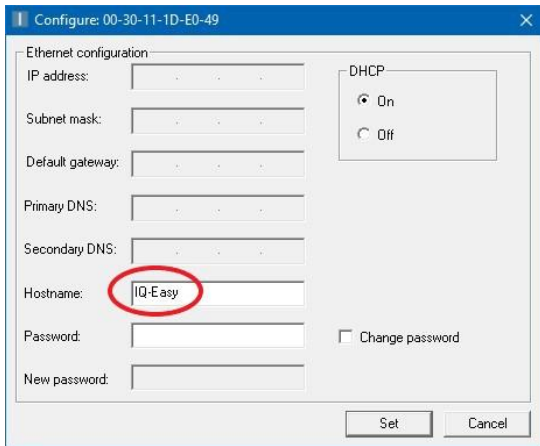 Configure: 00-30-11-1D-E0-49
Ethernet configuration
IP address:
Subnet mask:
Default gateway:
Primary DNS:
Secondary DNS:
Hostname: IQ-Easy
Password:
New password:
DHCP
On
Off
Change password
Set Cancel